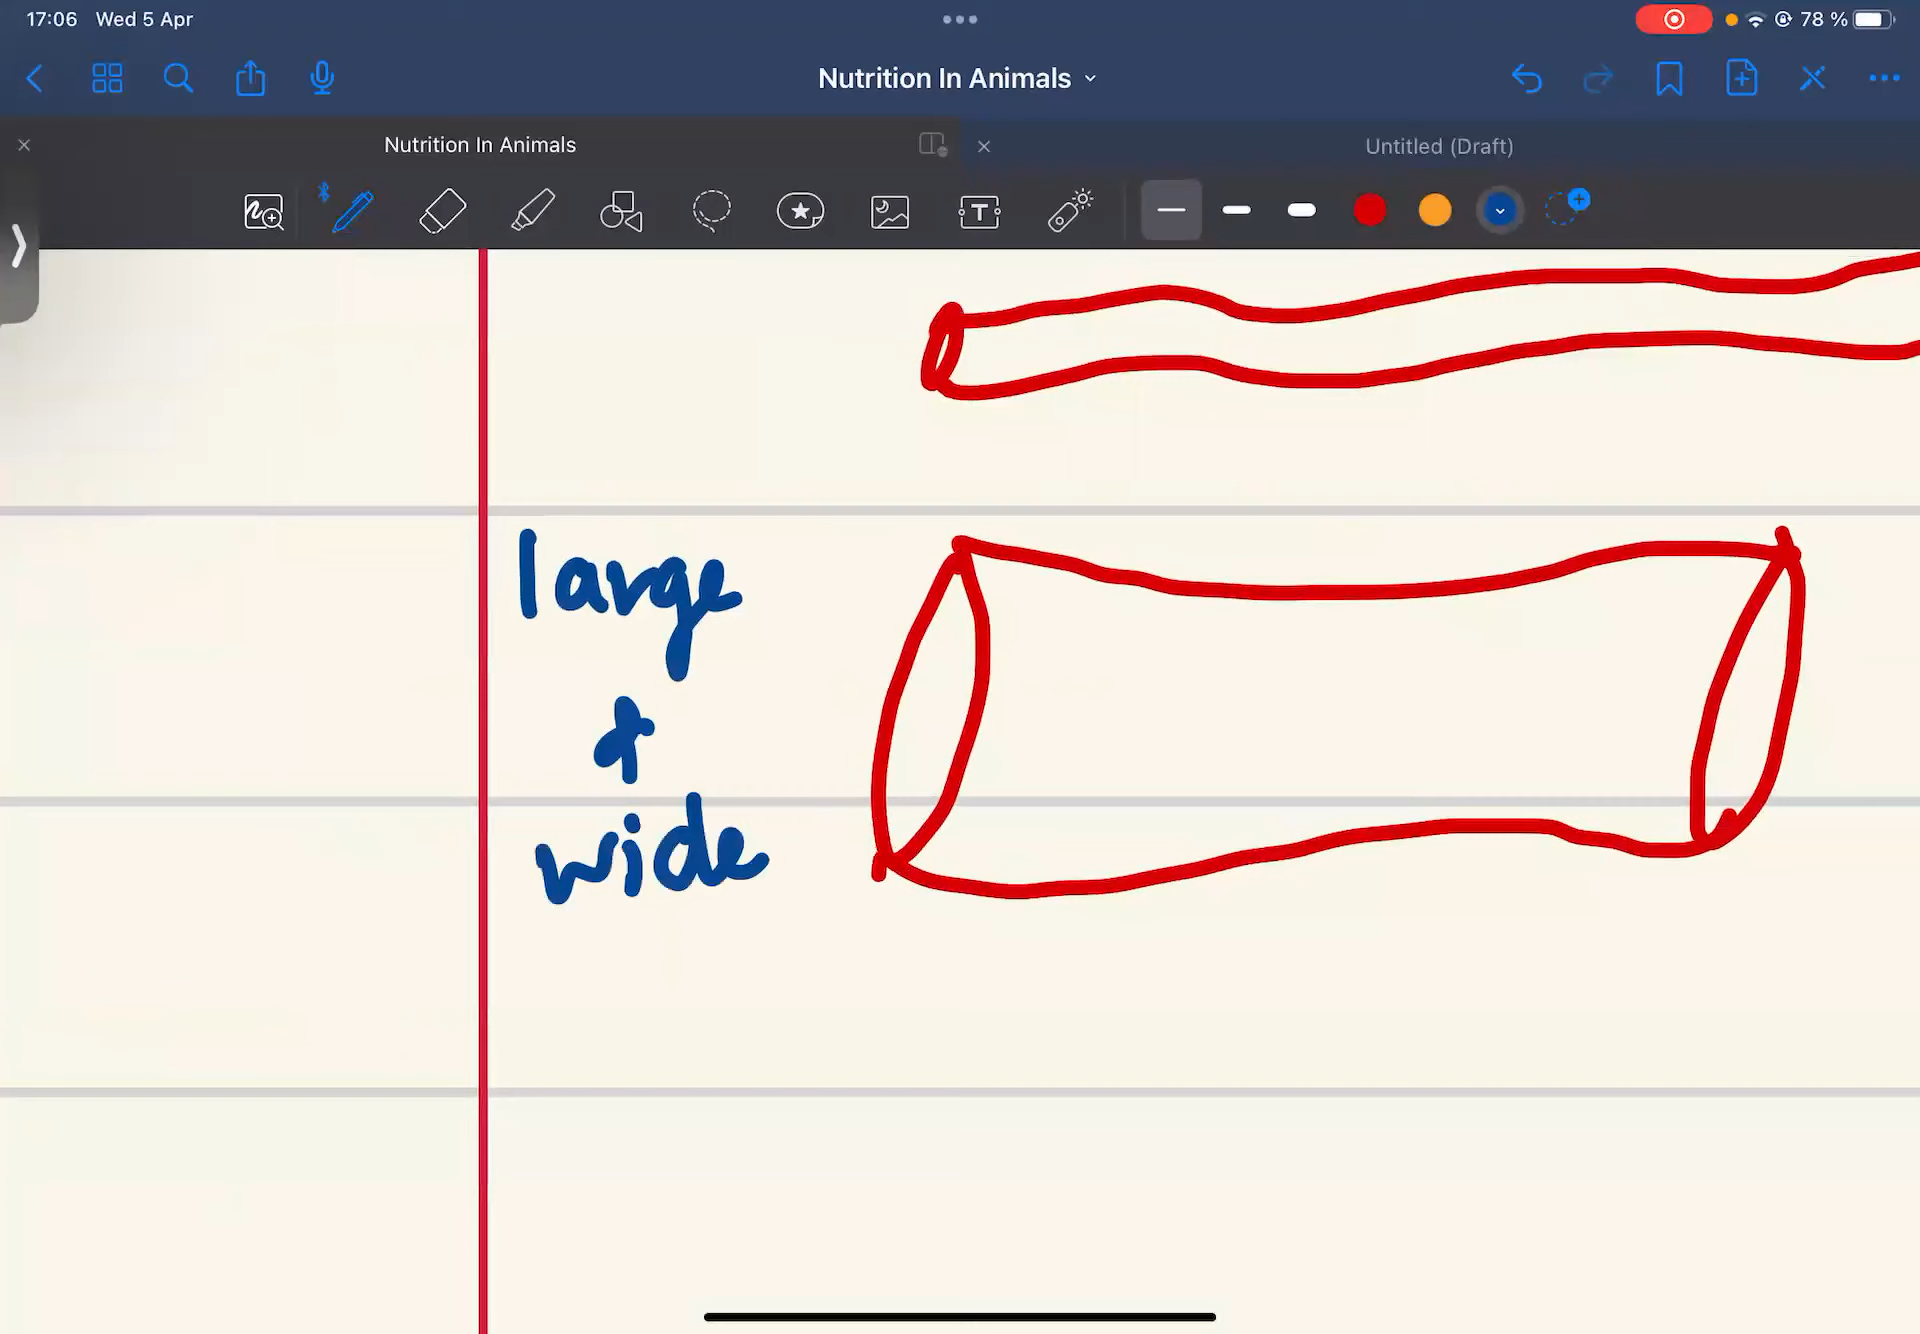 17:06 Wed 5 Apr
78 %
Nutrition In Animals
Nutrition In Animals
Untitled (Draft)
T
large
&
wide